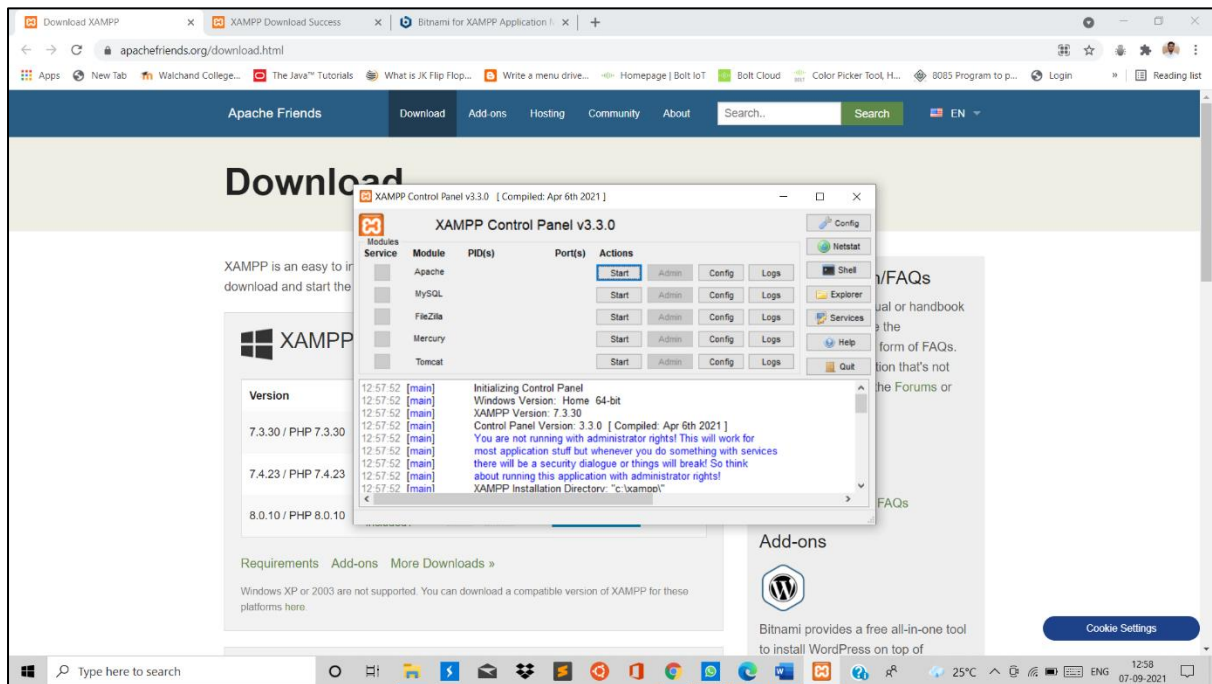 Download XAMPP
XAMPP Download Success
Bitnami for XAMPP Application
apachefriends.org/download.html
Apps
New Tab
Walchand College...
The Java™ Tutorials
What is JK Flip Flop...
Write a menu drive...
Homepage | Bolt IoT
Bolt Cloud
Color Picker Tool, H...
8085 Program to p...
Login
»
Reading list
Apache Friends
Download
Add-ons
Hosting
Community
About
Search..
Search
EN
Download
XAMPP is an easy to
download and start the
XAMPP
Version
7.3.30 / PHP 7.3.30
7.4.23 / PHP 7.4.23
8.0.10 / PHP 8.0.10
Requirements Add-ons More Downloads »
Windows XP or 2003 are not supported. You can download a compatible version of XAMPP for these
platforms here.
XAMPP Control Panel v3.3.0 [ Compiled: Apr 6th 2021 ]
XAMPP Control Panel v3.3.0
Modules
Service Module PID(s) Port(s) Actions
Apache Start Admin Config Logs
MySQL Start Admin Config Logs
FileZilla Start Admin Config Logs
Mercury Start Admin Config Logs
Tomcat Start Admin Config Logs
Config
Netstat
Shell
Explorer
Services
Help
Quit
12:57:52 [main] Initializing Control Panel
12:57:52 [main] Windows Version: Home 64-bit
12:57:52 [main] XAMPP Version: 7.3.30
12:57:52 [main] Control Panel Version: 3.3.0 [ Compiled: Apr 6th 2021 ]
12:57:52 [main] You are not running with administrator rights! This will work for
12:57:52 [main] most application stuff but whenever you do something with services
12:57:52 [main] there will be a security dialogue or things will break! So think
12:57:52 [main] about running this application with administrator rights!
12:57:52 [main] XAMPP Installation Directory: "c:\xampp\"
n/FAQs
ual or handbook
e the
form of FAQs.
tion that's not
the Forums or
FAQs
Add-ons
Bitnami provides a free all-in-one tool
to install WordPress on top of
Cookie Settings
Type here to search
25°C
ENG
12:58
07-09-2021